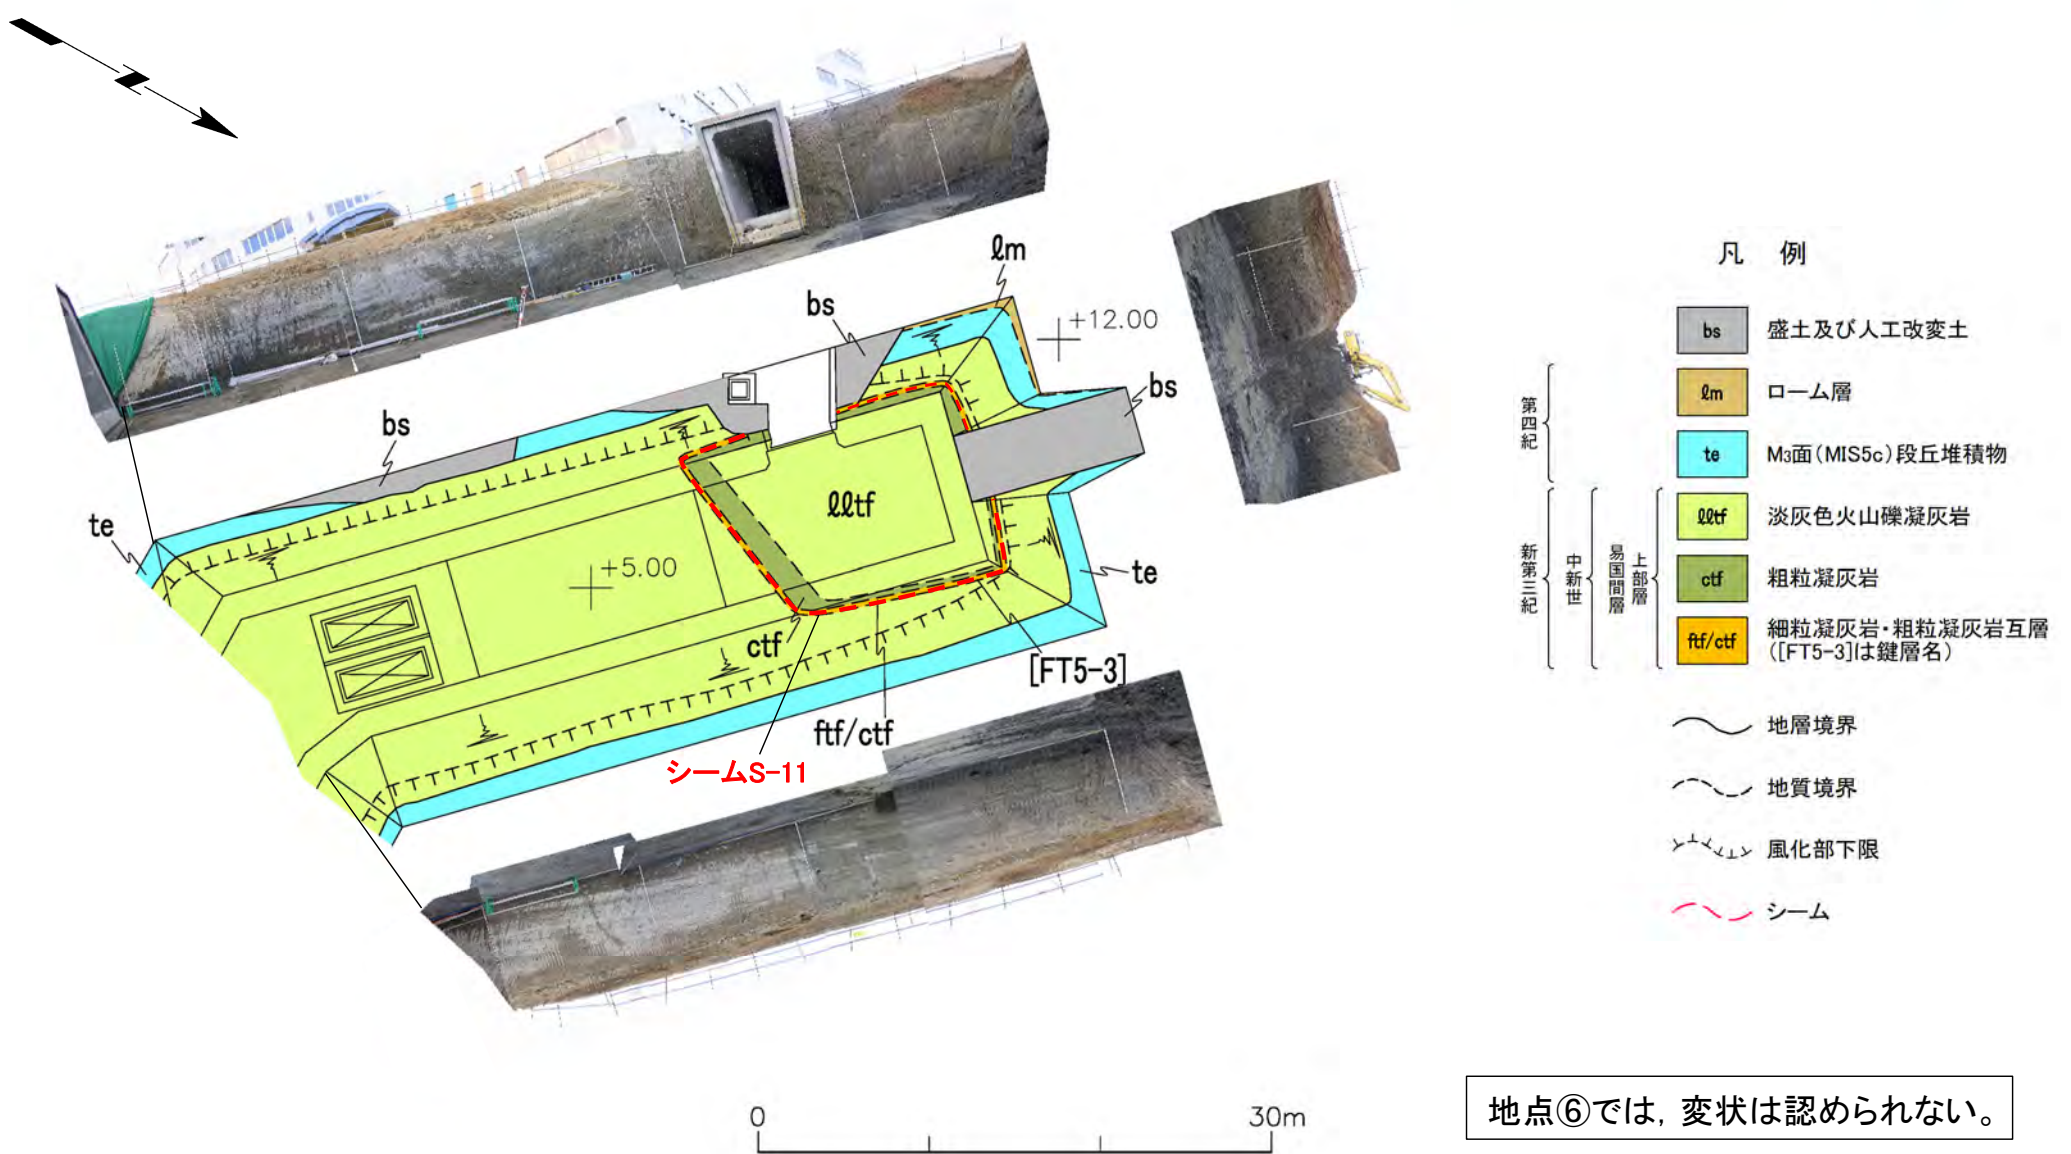 N
ℓm
bs
+12.00
bs
bs
te
ℓℓtf
+5.00
te
ctf
[FT5-3]
ftf/ctf
シームS-11
0
30m
凡 例
bs
盛土及び人工改変土
ℓm
ローム層
te
M₃面(MIS5c)段丘堆積物
ℓℓtf
淡灰色火山礫凝灰岩
ctf
粗粒凝灰岩
ftf/ctf
細粒凝灰岩・粗粒凝灰岩互層
([FT5-3]は鍵層名)
第四紀
新第三紀
中新世
易国間層
上部層
地層境界
地質境界
風化部下限
シーム
地点⑥では,変状は認められない。